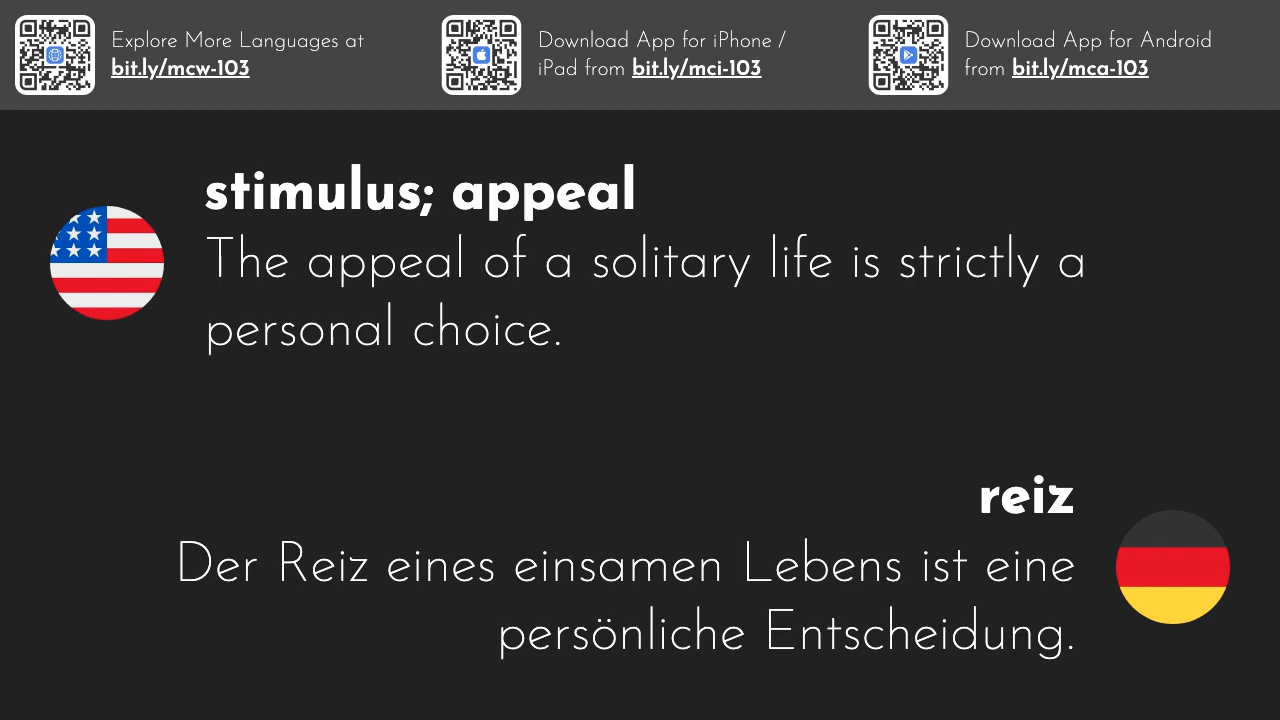 Explore More Languages at
bit.ly/mcw-103
Download App for iPhone /
iPad from bit.ly/mci-103
Download App for Android
from bit.ly/mca-103
stimulus; appeal
The appeal of a solitary life is strictly a
personal choice.
reiz
Der Reiz eines einsamen Lebens ist eine
persönliche Entscheidung.